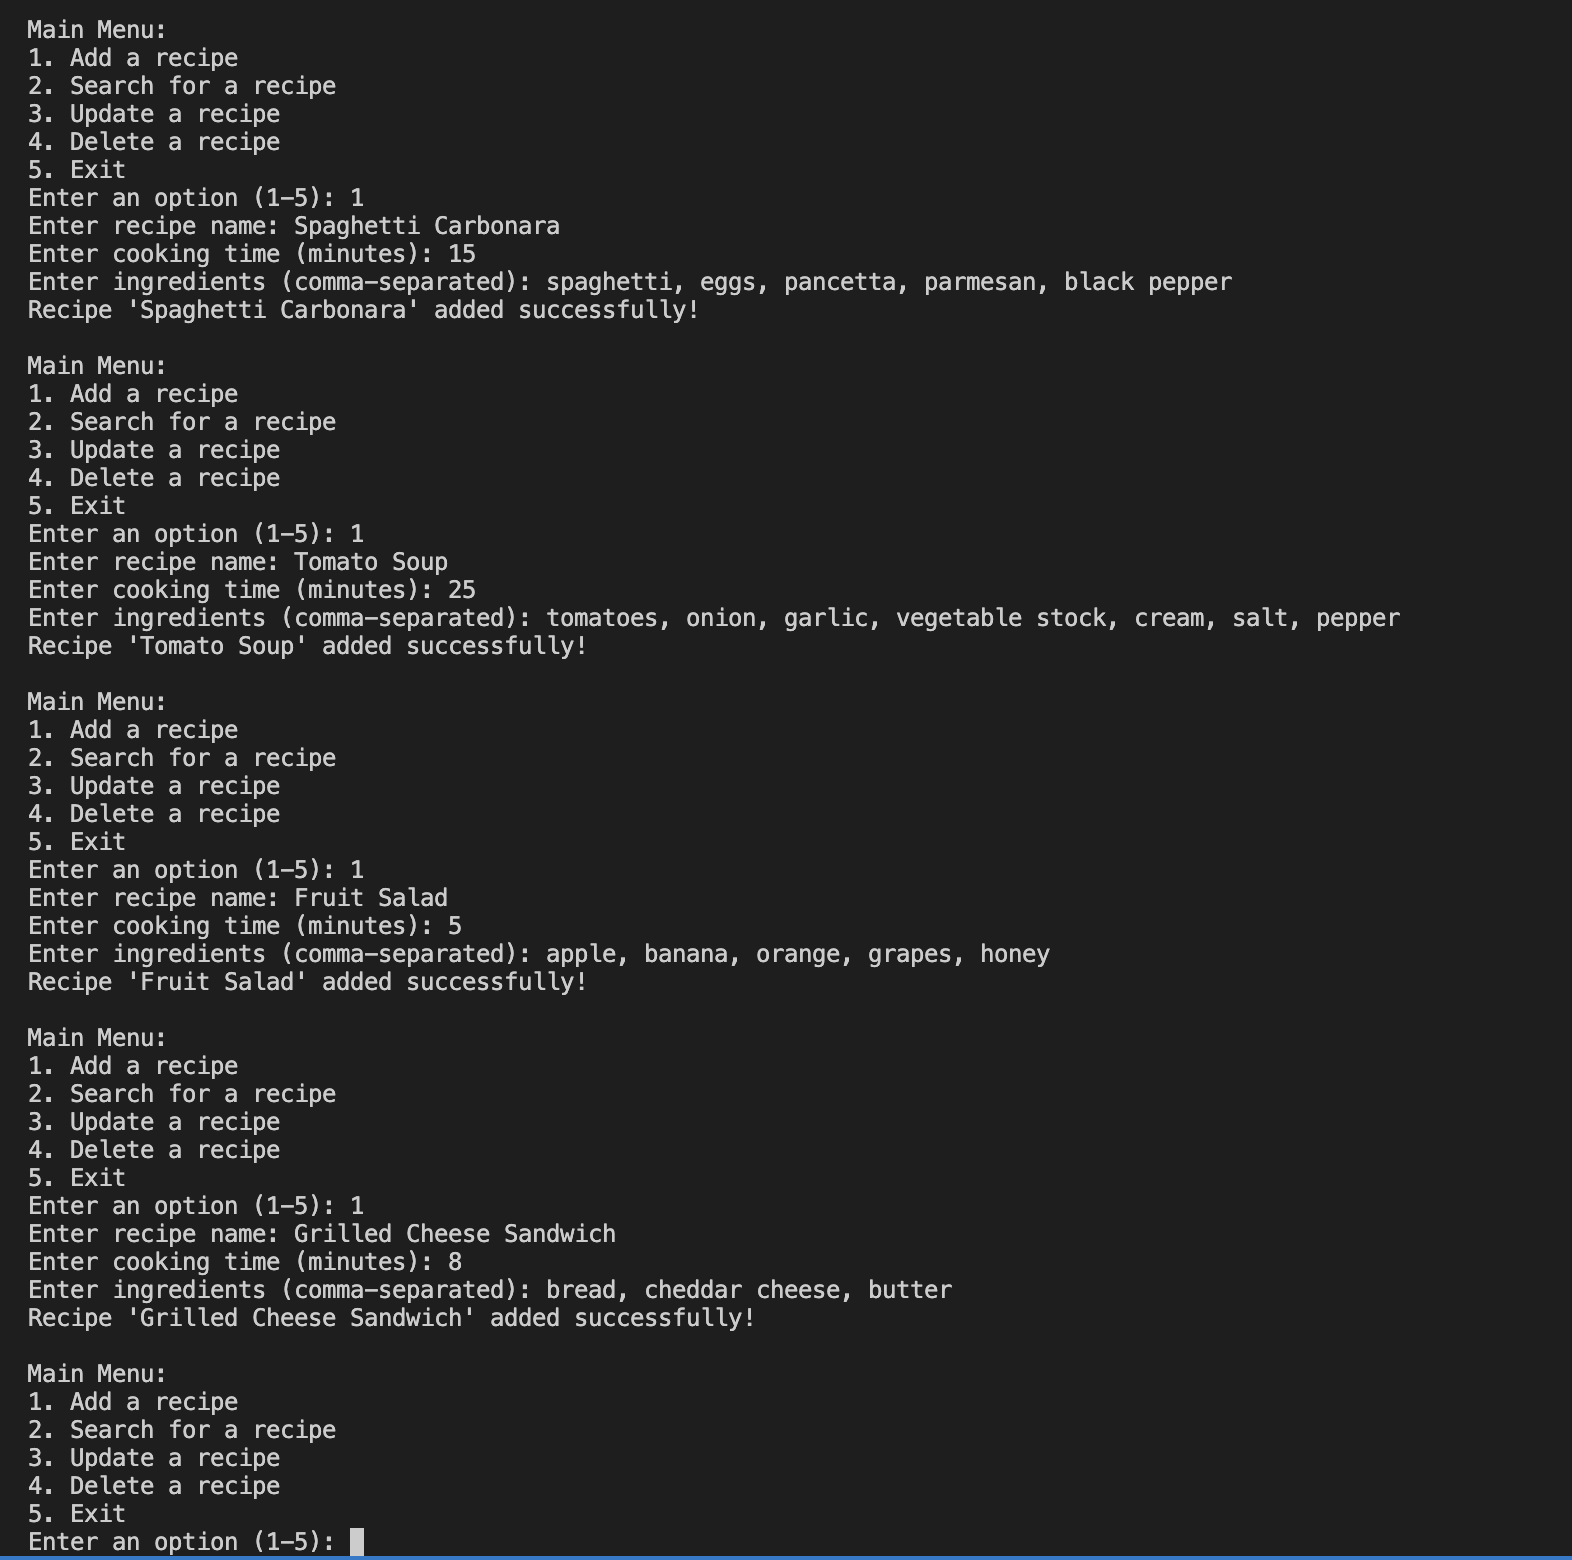 Main Menu:
1. Add a recipe
2. Search for a recipe
3. Update a recipe
4. Delete a recipe
5. Exit
Enter an option (1-5): 1
Enter recipe name: Spaghetti Carbonara
Enter cooking time (minutes): 15
Enter ingredients (comma-separated): spaghetti, eggs, pancetta, parmesan, black pepper
Recipe 'Spaghetti Carbonara' added successfully!

Main Menu:
1. Add a recipe
2. Search for a recipe
3. Update a recipe
4. Delete a recipe
5. Exit
Enter an option (1-5): 1
Enter recipe name: Tomato Soup
Enter cooking time (minutes): 25
Enter ingredients (comma-separated): tomatoes, onion, garlic, vegetable stock, cream, salt, pepper
Recipe 'Tomato Soup' added successfully!

Main Menu:
1. Add a recipe
2. Search for a recipe
3. Update a recipe
4. Delete a recipe
5. Exit
Enter an option (1-5): 1
Enter recipe name: Fruit Salad
Enter cooking time (minutes): 5
Enter ingredients (comma-separated): apple, banana, orange, grapes, honey
Recipe 'Fruit Salad' added successfully!

Main Menu:
1. Add a recipe
2. Search for a recipe
3. Update a recipe
4. Delete a recipe
5. Exit
Enter an option (1-5): 1
Enter recipe name: Grilled Cheese Sandwich
Enter cooking time (minutes): 8
Enter ingredients (comma-separated): bread, cheddar cheese, butter
Recipe 'Grilled Cheese Sandwich' added successfully!

Main Menu:
1. Add a recipe
2. Search for a recipe
3. Update a recipe
4. Delete a recipe
5. Exit
Enter an option (1-5):